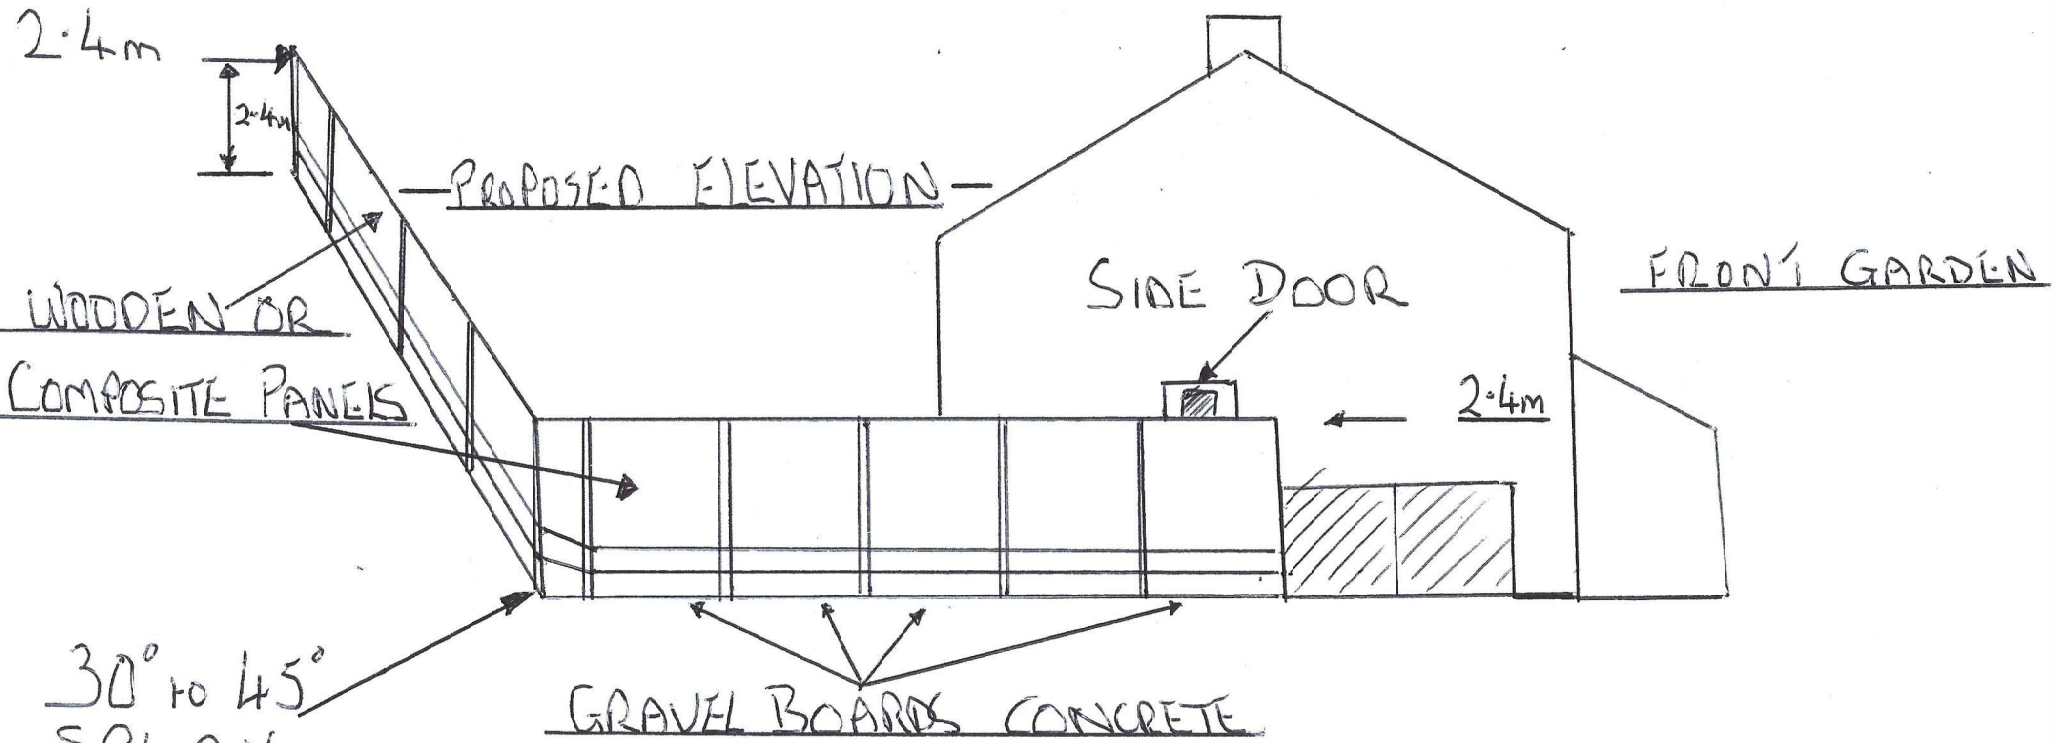 2.4m
2.4m
— PROPOSED ELEVATION —
WOODEN OR
COMPOSITE PANELS
SIDE DOOR
FRONT GARDEN
2.4m
30° to 45°
GRAVEL BOARDS CONCRETE